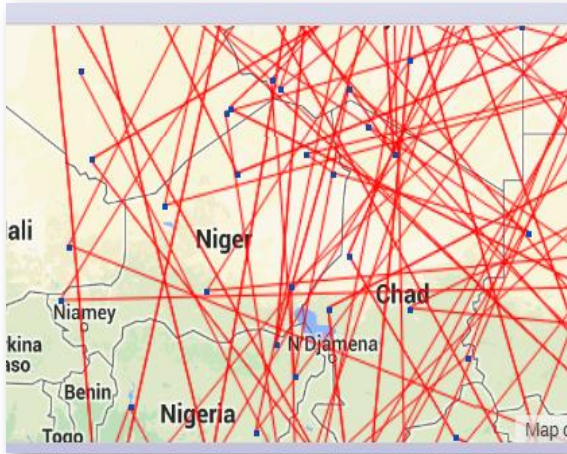 ali
Niger
Chad
Niamey
N'Djamena
kina
aso
Benin
Nigeria
Togo
Map d